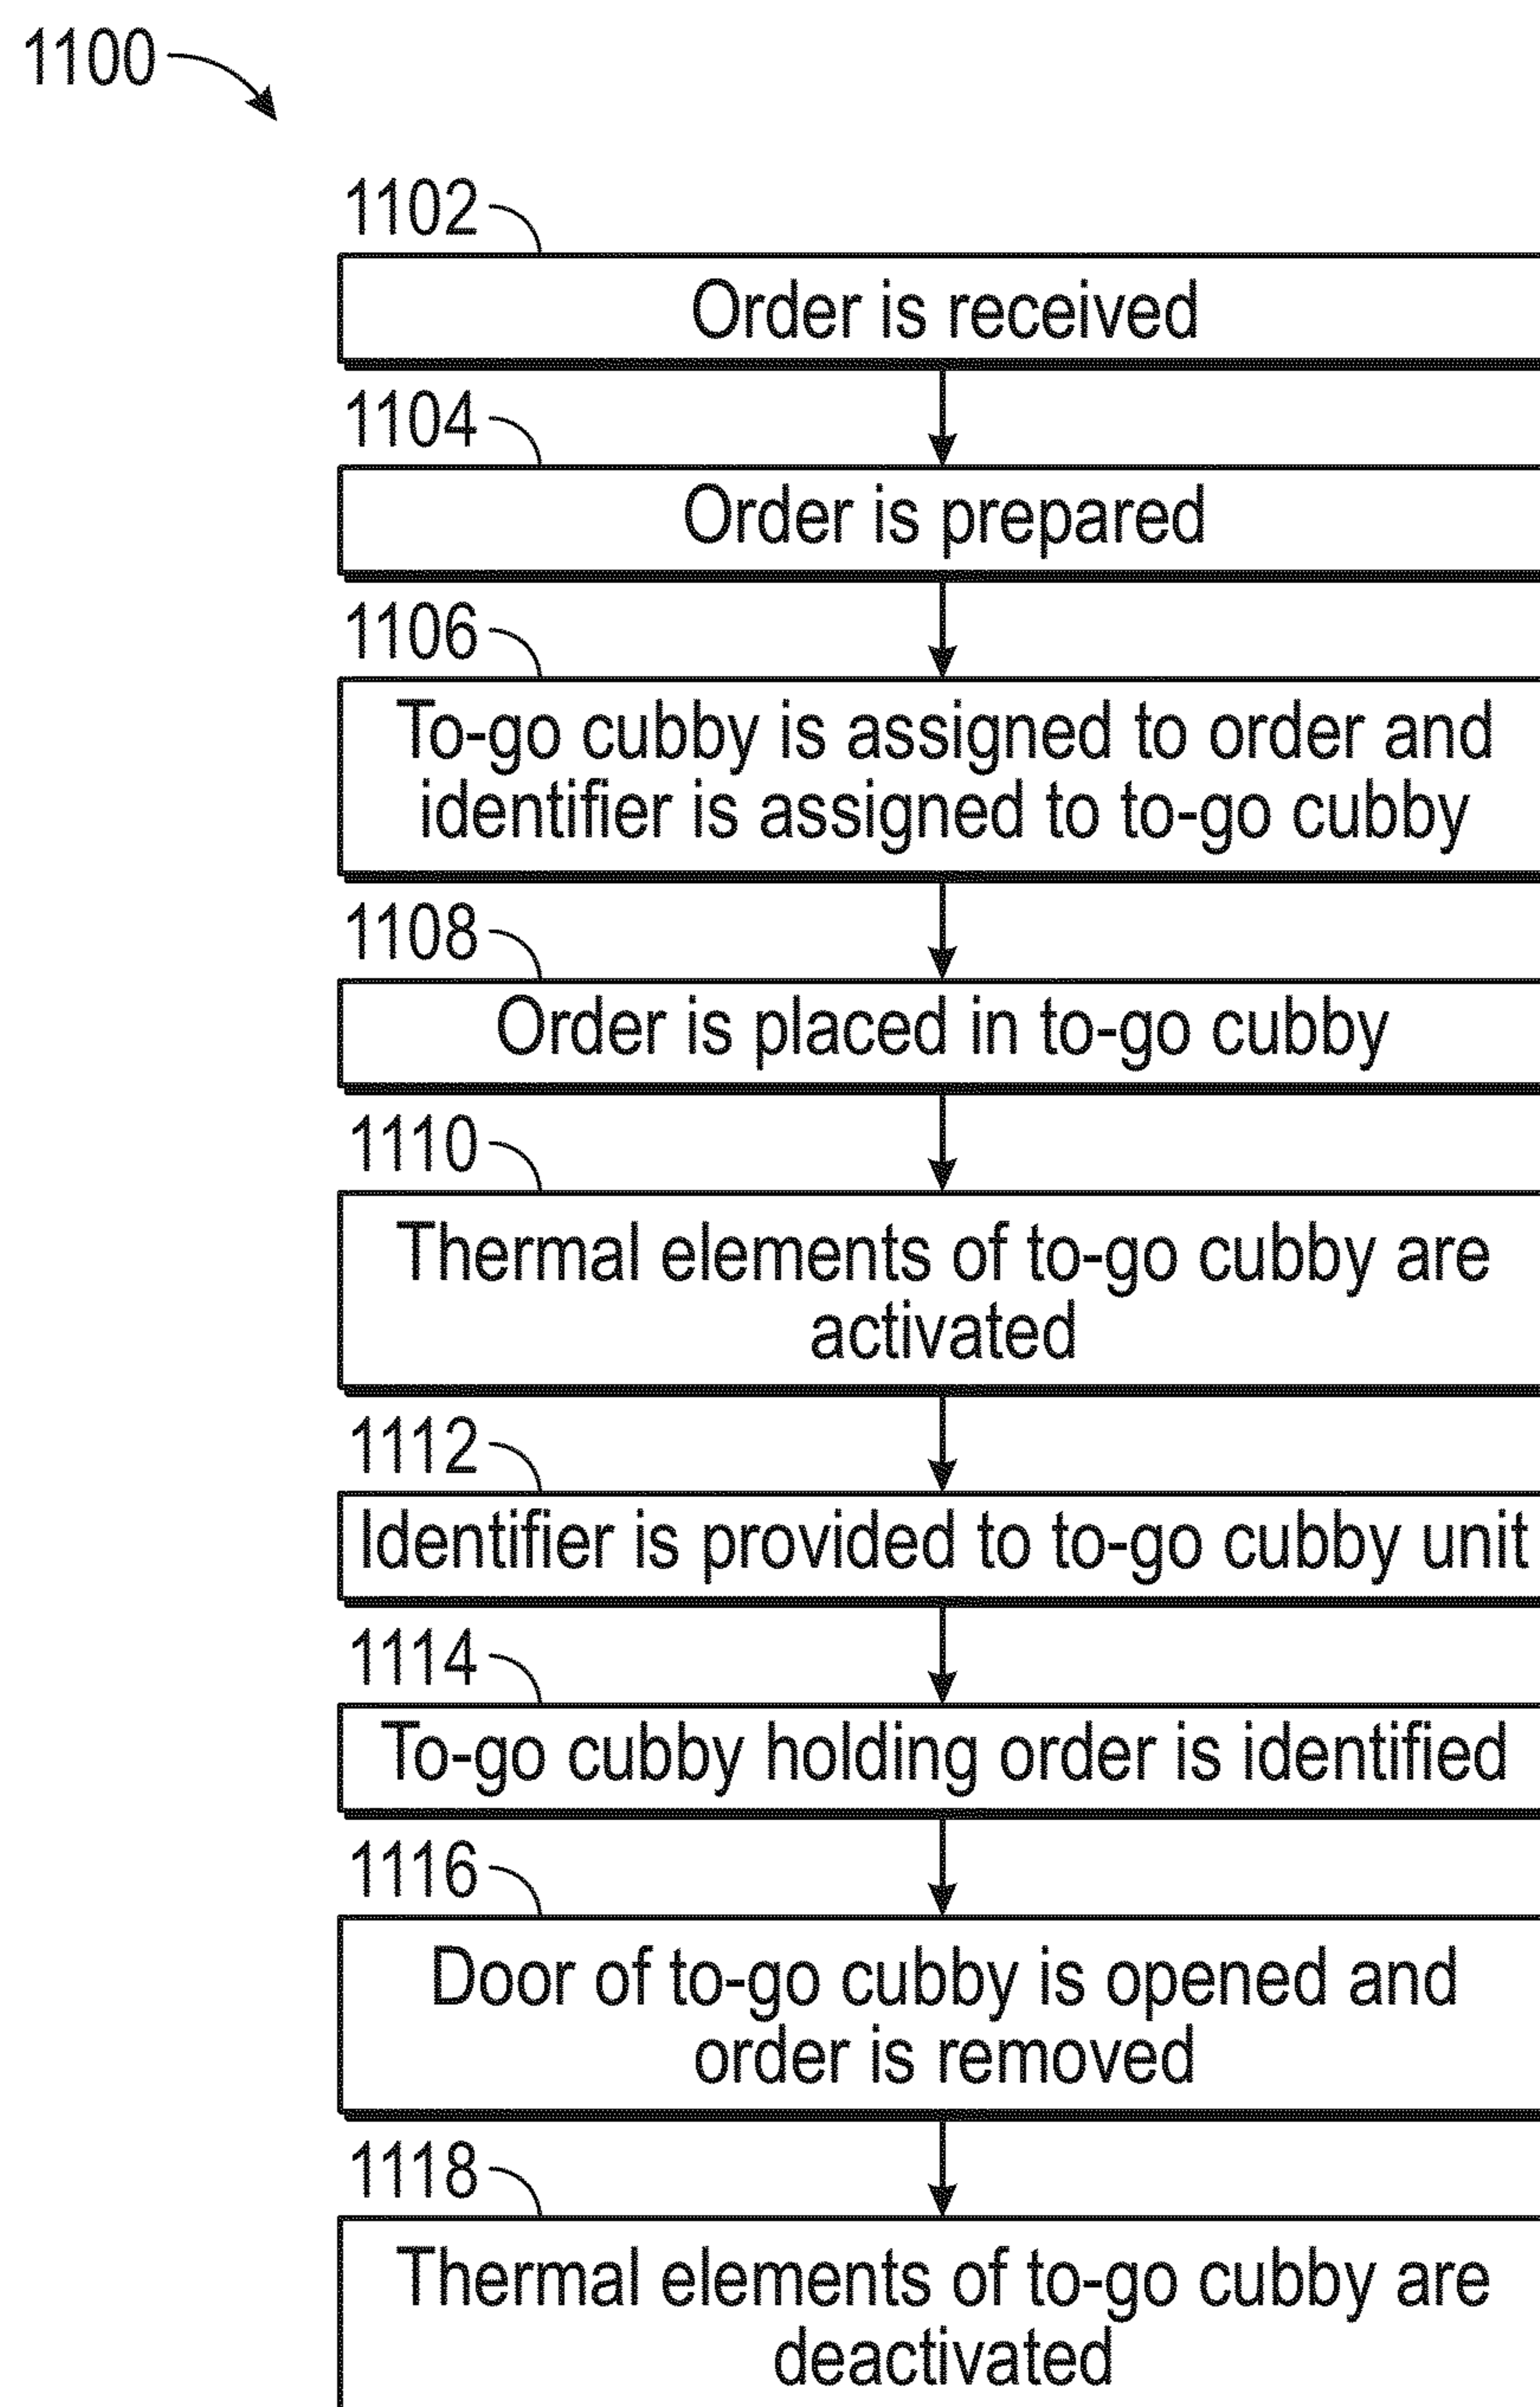 1100
1102
Order is received
1104
Order is prepared
1106
To-go cubby is assigned to order and
identifier is assigned to to-go cubby
1108
Order is placed in to-go cubby
1110
Thermal elements of to-go cubby are
activated
1112
Identifier is provided to to-go cubby unit
1114
To-go cubby holding order is identified
1116
Door of to-go cubby is opened and
order is removed
1118
Thermal elements of to-go cubby are
deactivated